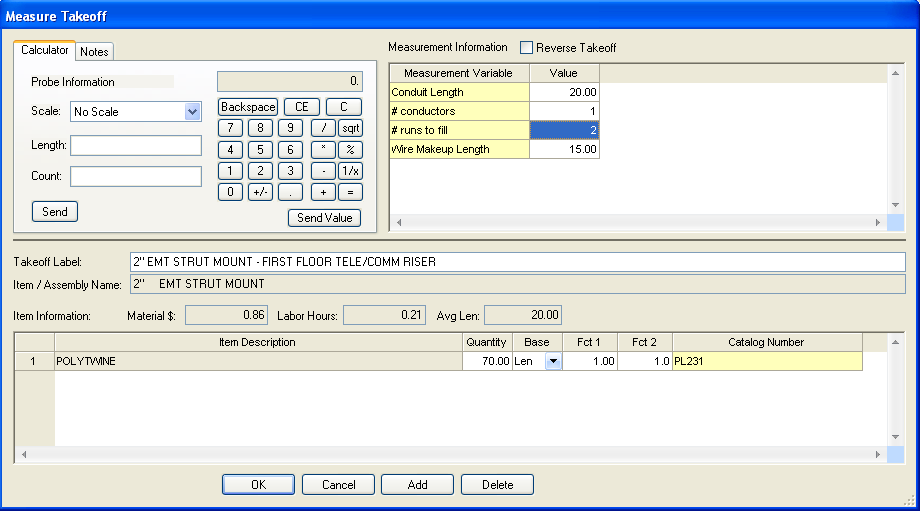 Measure Takeoff
Calculator Notes
Probe Information 0.
Scale: No Scale
Backspace CE C
7 8 9 / sqrt
Length:
4 5 6 * %
Count:
1 2 3 - 1/x
0 +/- . + =
Send
Send Value
Measurement Information Reverse Takeoff
Measurement Variable Value
Conduit Length 20.00
# conductors 1
# runs to fill 2
Wire Makeup Length 15.00
Takeoff Label: 2" EMT STRUT MOUNT - FIRST FLOOR TELE/COMM RISER
Item / Assembly Name: 2" EMT STRUT MOUNT
Item Information: Material $: 0.86 Labor Hours: 0.21 Avg Len: 20.00
Item Description Quantity Base Fct 1 Fct 2 Catalog Number
1 POLYTWINE 70.00 Len 1.00 1.0 PL231
OK Cancel Add Delete